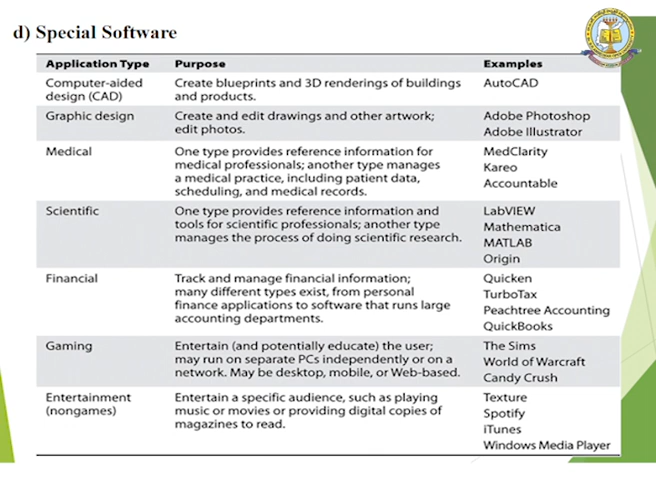 d) Special Software
Application Type Purpose Examples
Computer-aided design (CAD)
Create blueprints and 3D renderings of buildings
and products.
AutoCAD
Graphic design
Create and edit drawings and other artwork;
edit photos.
Adobe Photoshop
Adobe Illustrator
Medical
One type provides reference information for
medical professionals; another type manages
a medical practice, including patient data,
scheduling, and medical records.
MedClarity
Kareo
Accountable
Scientific
One type provides reference information and
tools for scientific professionals; another type
manages the process of doing scientific research.
LabVIEW
Mathematica
MATLAB
Origin
Financial
Track and manage financial information;
many different types exist, from personal
finance applications to software that runs large
accounting departments.
Quicken
TurboTax
Peachtree Accounting
QuickBooks
Gaming
Entertain (and potentially educate) the user;
may run on separate PCs independently or on a
network. May be desktop, mobile, or Web-based.
The Sims
World of Warcraft
Candy Crush
Entertainment
(nongames)
Entertain a specific audience, such as playing
music or movies or providing digital copies of
magazines to read.
Texture
Spotify
iTunes
Windows Media Player